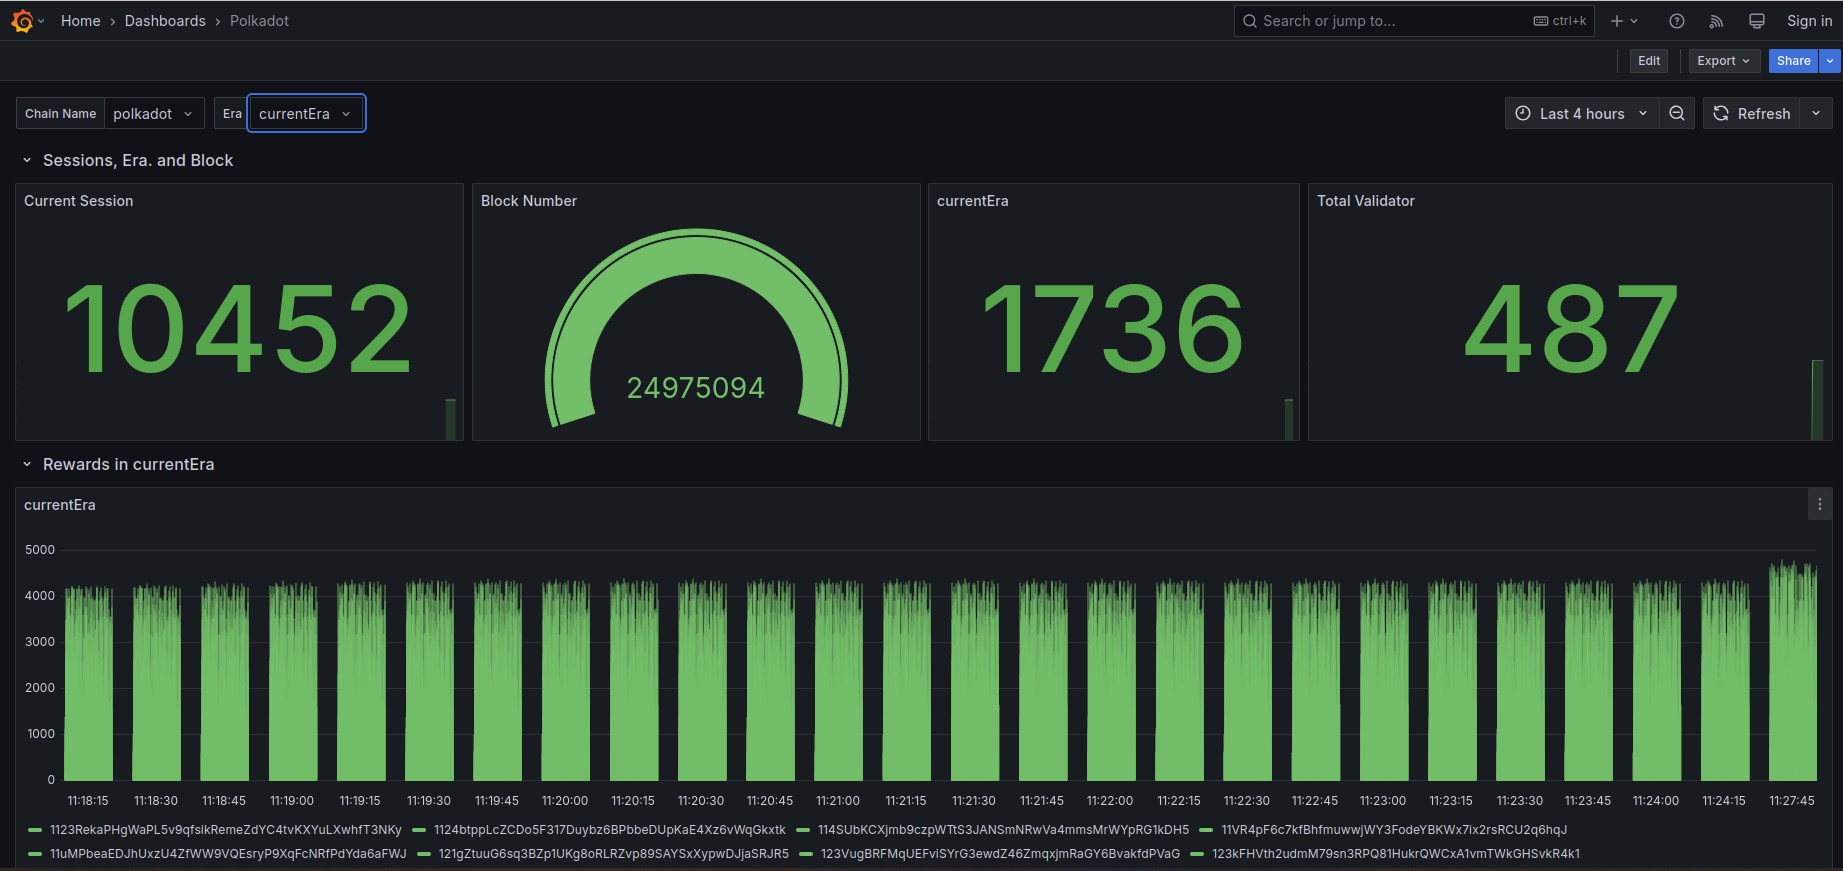 Home › Dashboards › Polkadot Search or jump to... ctrl+k Sign in
Edit Export Share
Chain Name polkadot Era currentEra Last 4 hours Refresh
Sessions, Era. and Block
Current Session Block Number currentEra Total Validator
10452 24975094 1736 487
Rewards in currentEra
currentEra
5000
4000
3000
2000
1000
0
11:18:15 11:18:30 11:18:45 11:19:00 11:19:15 11:19:30 11:19:45 11:20:00 11:20:15 11:20:30 11:20:45 11:21:00 11:21:15 11:21:30 11:21:45 11:22:00 11:22:15 11:22:30 11:22:45 11:23:00 11:23:15 11:23:30 11:23:45 11:24:00 11:24:15 11:27:45
1123RekaPHgWaPL5v9qfsikRemeZdYC4tvKXYuLXwhfT3NKy 1124btppLcZCDo5F317Duybz6BPbbeDUpKaE4Xz6vWqGkxtk 114SUbKCXjmb9czpWTtS3JANSmNRwVa4mmsMrWYpRG1kDH5 11VR4pF6c7kfBhfmuwwjWY3FodeYBKWx7ix2rsRCU2q6hqJ
11uMPbeaEDJhUxzU4ZfWW9VQEsryP9XqFcNRfPdYda6aFWJ 121gZtuuG6sq3BZp1UKg8oRLRZvp89SAYSxXypwDJjaSRJR5 123VugBRFMqUEFviSYrG3ewdZ46ZmqxjmRaGY6BvakfdPVaG 123kFHVth2udmM79sn3RPQ81HukrQWCxA1vmTWkGHSvkR4k1